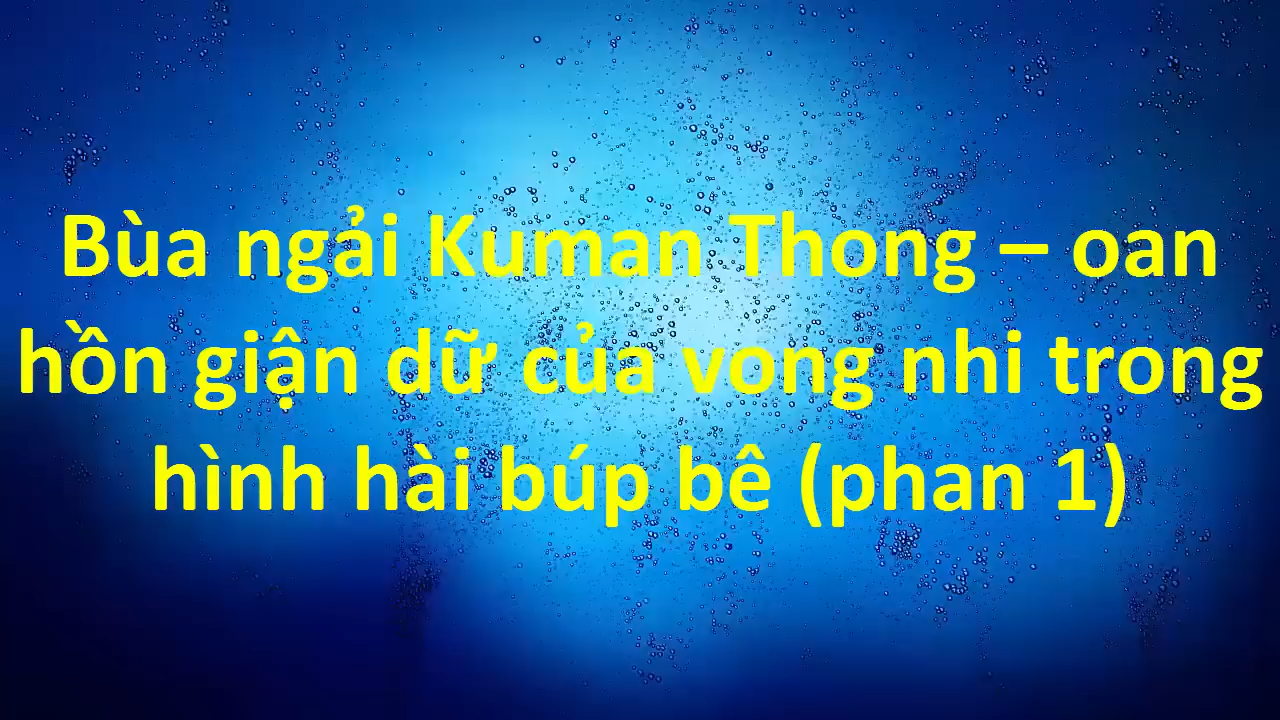 Bùa ngải Kuman Thong – oan
hồn giận dữ của vong nhi trong
hình hài búp bê (phan 1)